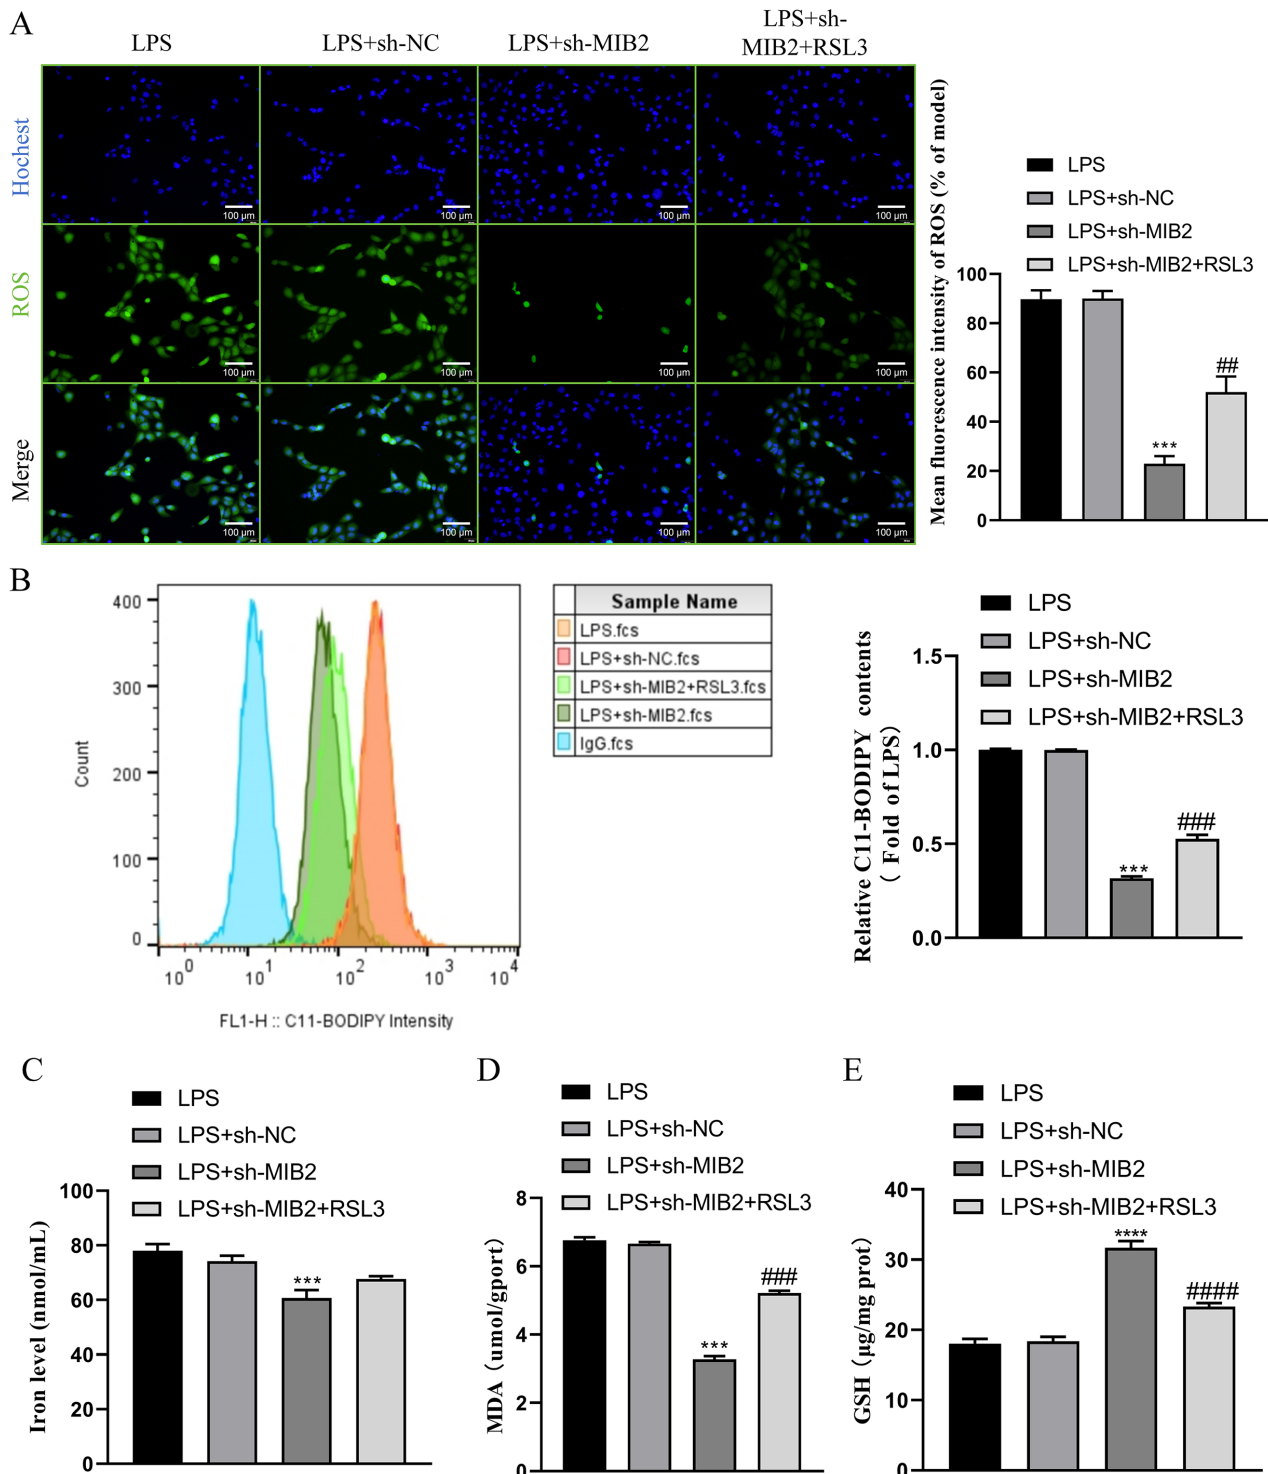 A
LPS
LPS+sh-NC
LPS+sh-MIB2
LPS+sh-
MIB2+RSL3
Hochest
100 μm
100 μm
100 μm
100 μm
ROS
100 μm
100 μm
100 μm
100 μm
Merge
100 μm
100 μm
100 μm
100 μm
LPS
LPS+sh-NC
LPS+sh-MIB2
LPS+sh-MIB2+RSL3
Mean fluorescence intensity of ROS (% of model)
100
80
60
40
20
0
***
##
B
400
300
200
100
0
Count
10^0
10^1
10^2
10^3
10^4
FL1-H :: C11-BODIPY Intensity
Sample Name
LPS.fcs
LPS+sh-NC.fcs
LPS+sh-MIB2+RSL3.fcs
LPS+sh-MIB2.fcs
IgG.fcs
LPS
LPS+sh-NC
LPS+sh-MIB2
LPS+sh-MIB2+RSL3
Relative C11-BODIPY contents
（Fold of LPS）
1.5
1.0
0.5
0.0
***
###
C
LPS
LPS+sh-NC
LPS+sh-MIB2
LPS+sh-MIB2+RSL3
Iron level (nmol/mL)
100
80
60
40
20
0
***
D
LPS
LPS+sh-NC
LPS+sh-MIB2
LPS+sh-MIB2+RSL3
MDA（umol/gport）
8
6
4
2
0
***
###
E
LPS
LPS+sh-NC
LPS+sh-MIB2
LPS+sh-MIB2+RSL3
GSH（μg/mg prot）
40
30
20
10
0
****
####